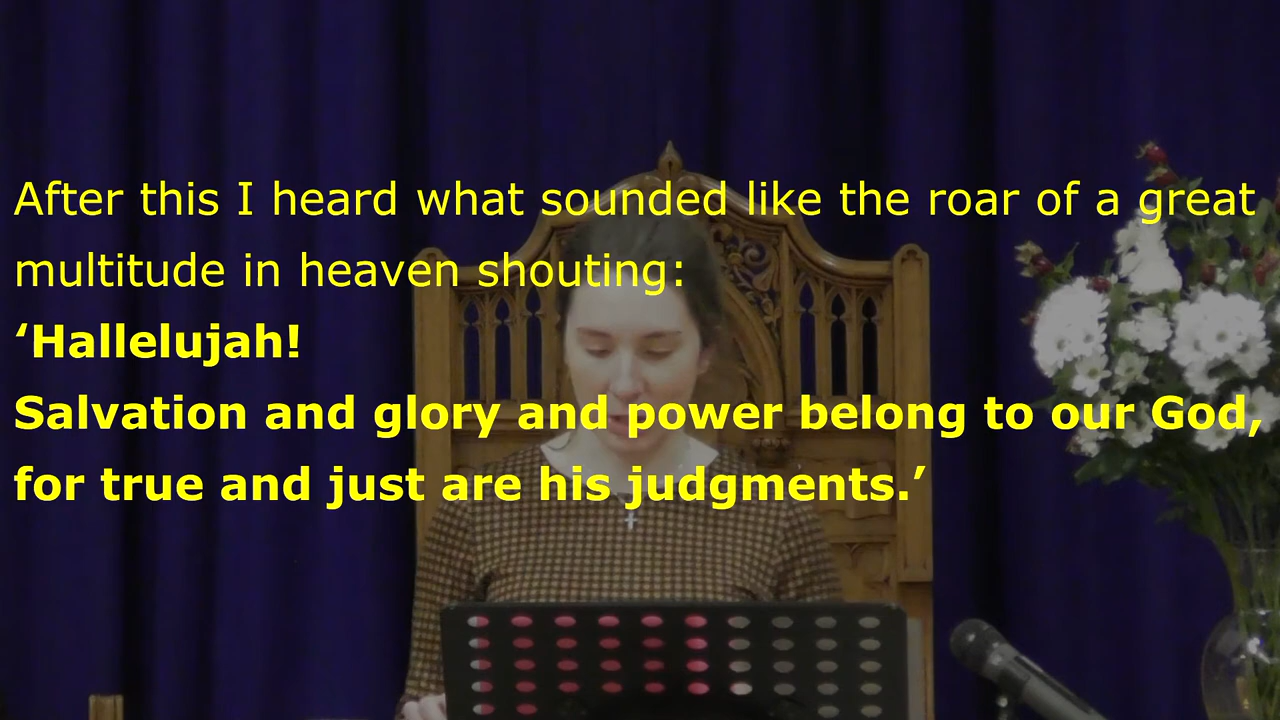 After this I heard what sounded like the roar of a great
multitude in heaven shouting:
‘Hallelujah!
Salvation and glory and power belong to our God,
for true and just are his judgments.’